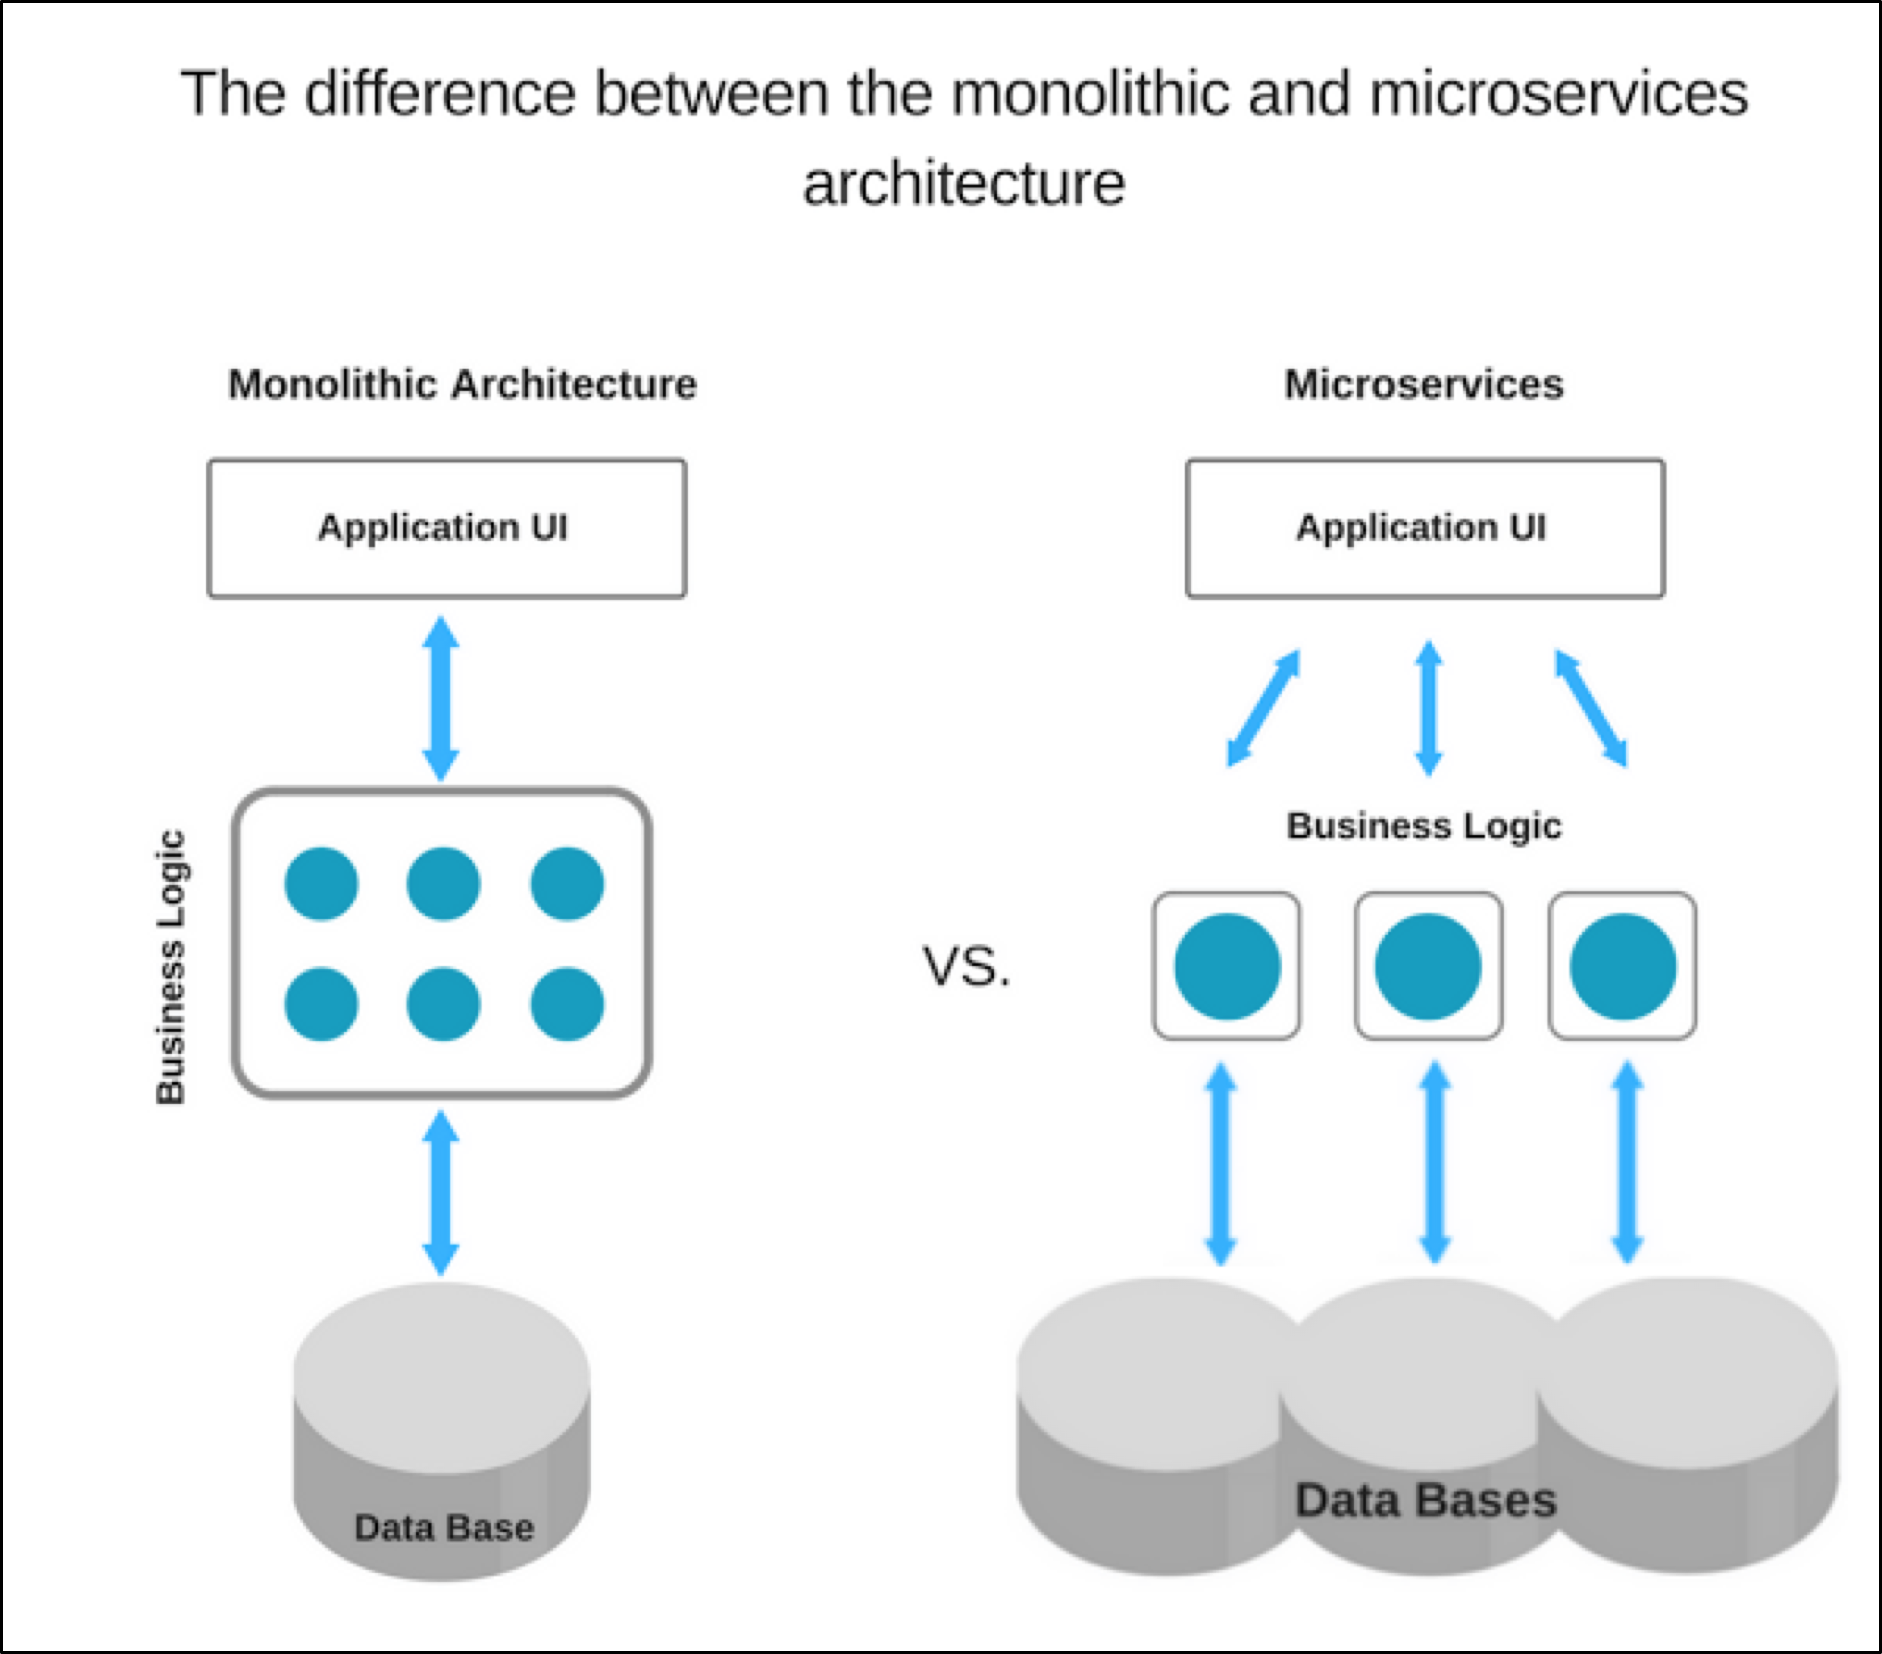 The difference between the monolithic and microservices
architecture
Monolithic Architecture
Application UI
Business Logic
Data Base
VS.
Microservices
Application UI
Business Logic
Data Bases